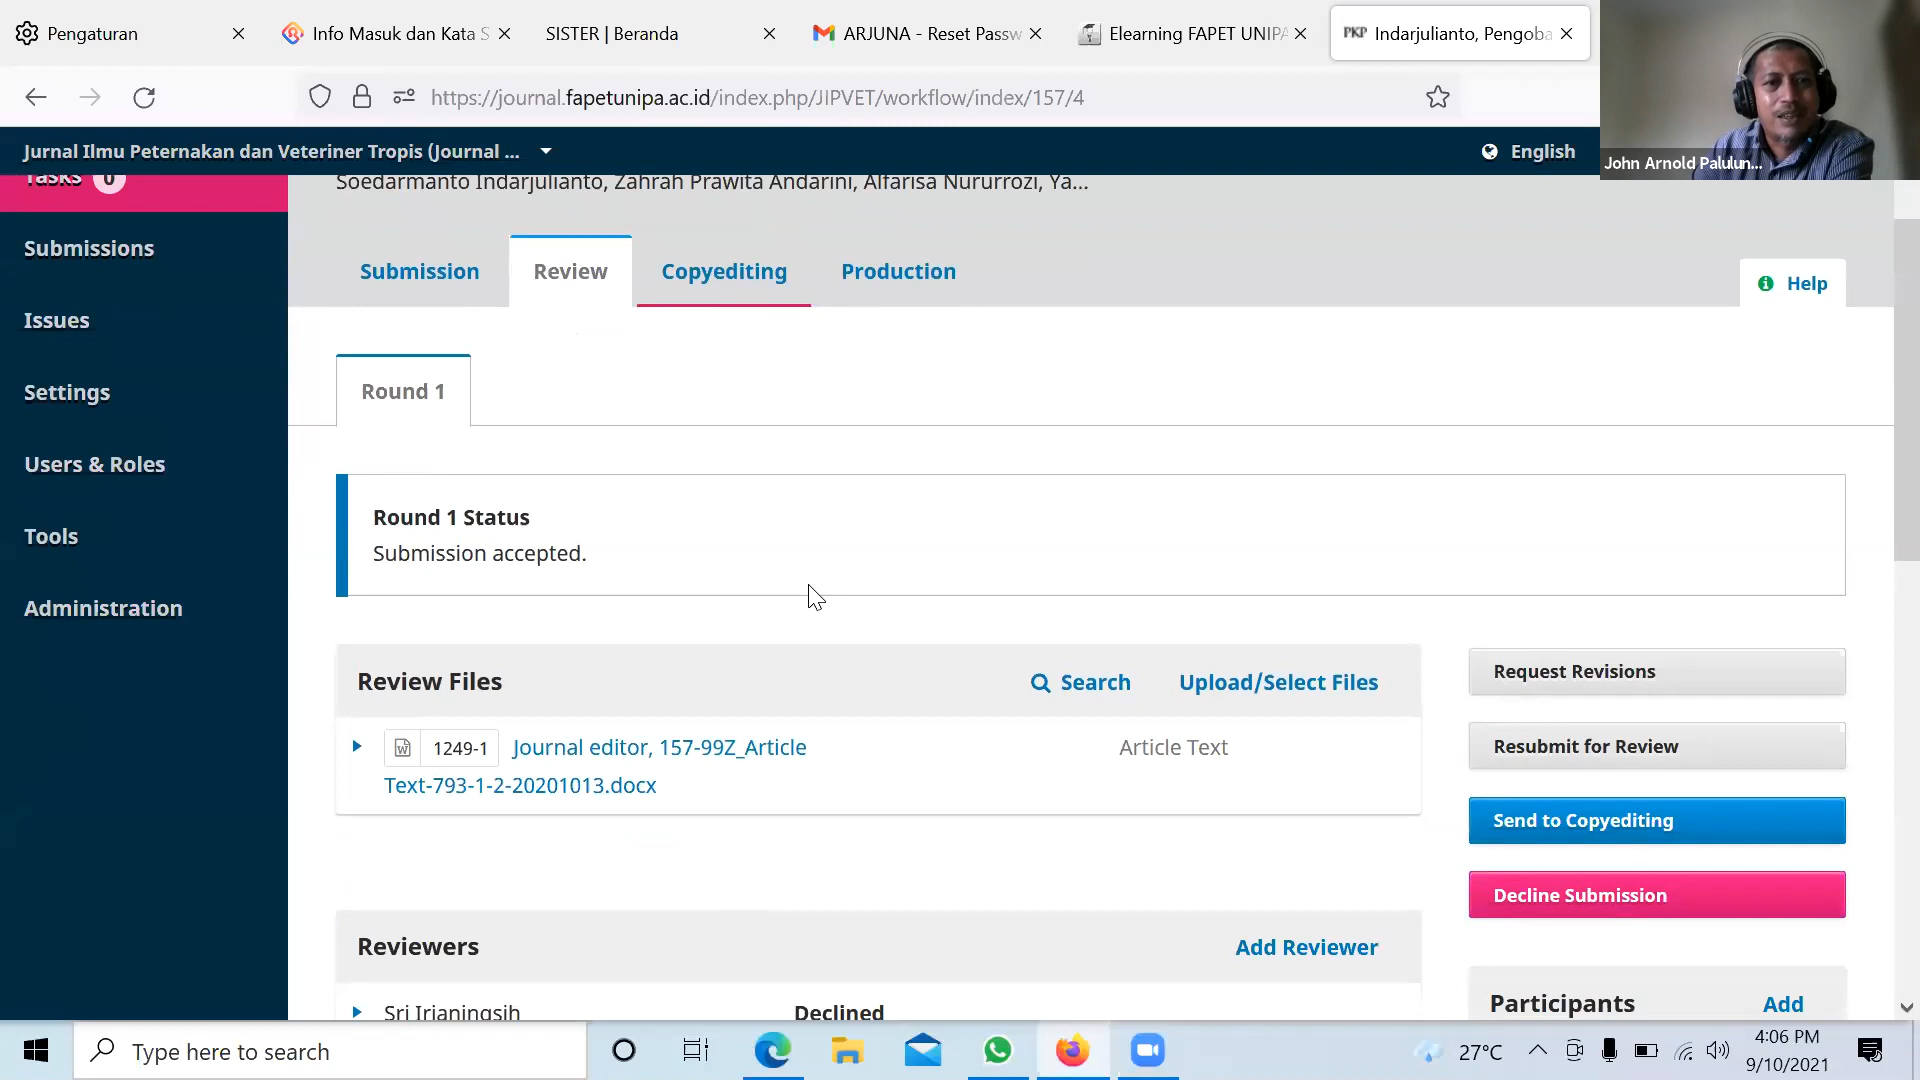 Pengaturan
Info Masuk dan Kata S
SISTER | Beranda
ARJUNA - Reset Passw
Elearning FAPET UNIPA
PKP Indarjulianto, Pengoba
https://journal.fapetunipa.ac.id/index.php/JIPVET/workflow/index/157/4
John Arnold Palulun...
Jurnal Ilmu Peternakan dan Veteriner Tropis (Journal ...
English
Tasks 0
Soedarmanto Indarjulianto, Zahrah Prawita Andarini, Alfarisa Nururrozi, Ya...
Submissions
Issues
Settings
Users & Roles
Tools
Administration
Submission
Review
Copyediting
Production
Help
Round 1
Round 1 Status
Submission accepted.
Review Files
Search
Upload/Select Files
1249-1 Journal editor, 157-99Z_Article
Text-793-1-2-20201013.docx
Article Text
Request Revisions
Resubmit for Review
Send to Copyediting
Decline Submission
Reviewers
Add Reviewer
Sri Irianingsih
Declined
Participants
Add
Type here to search
27°C
4:06 PM
9/10/2021